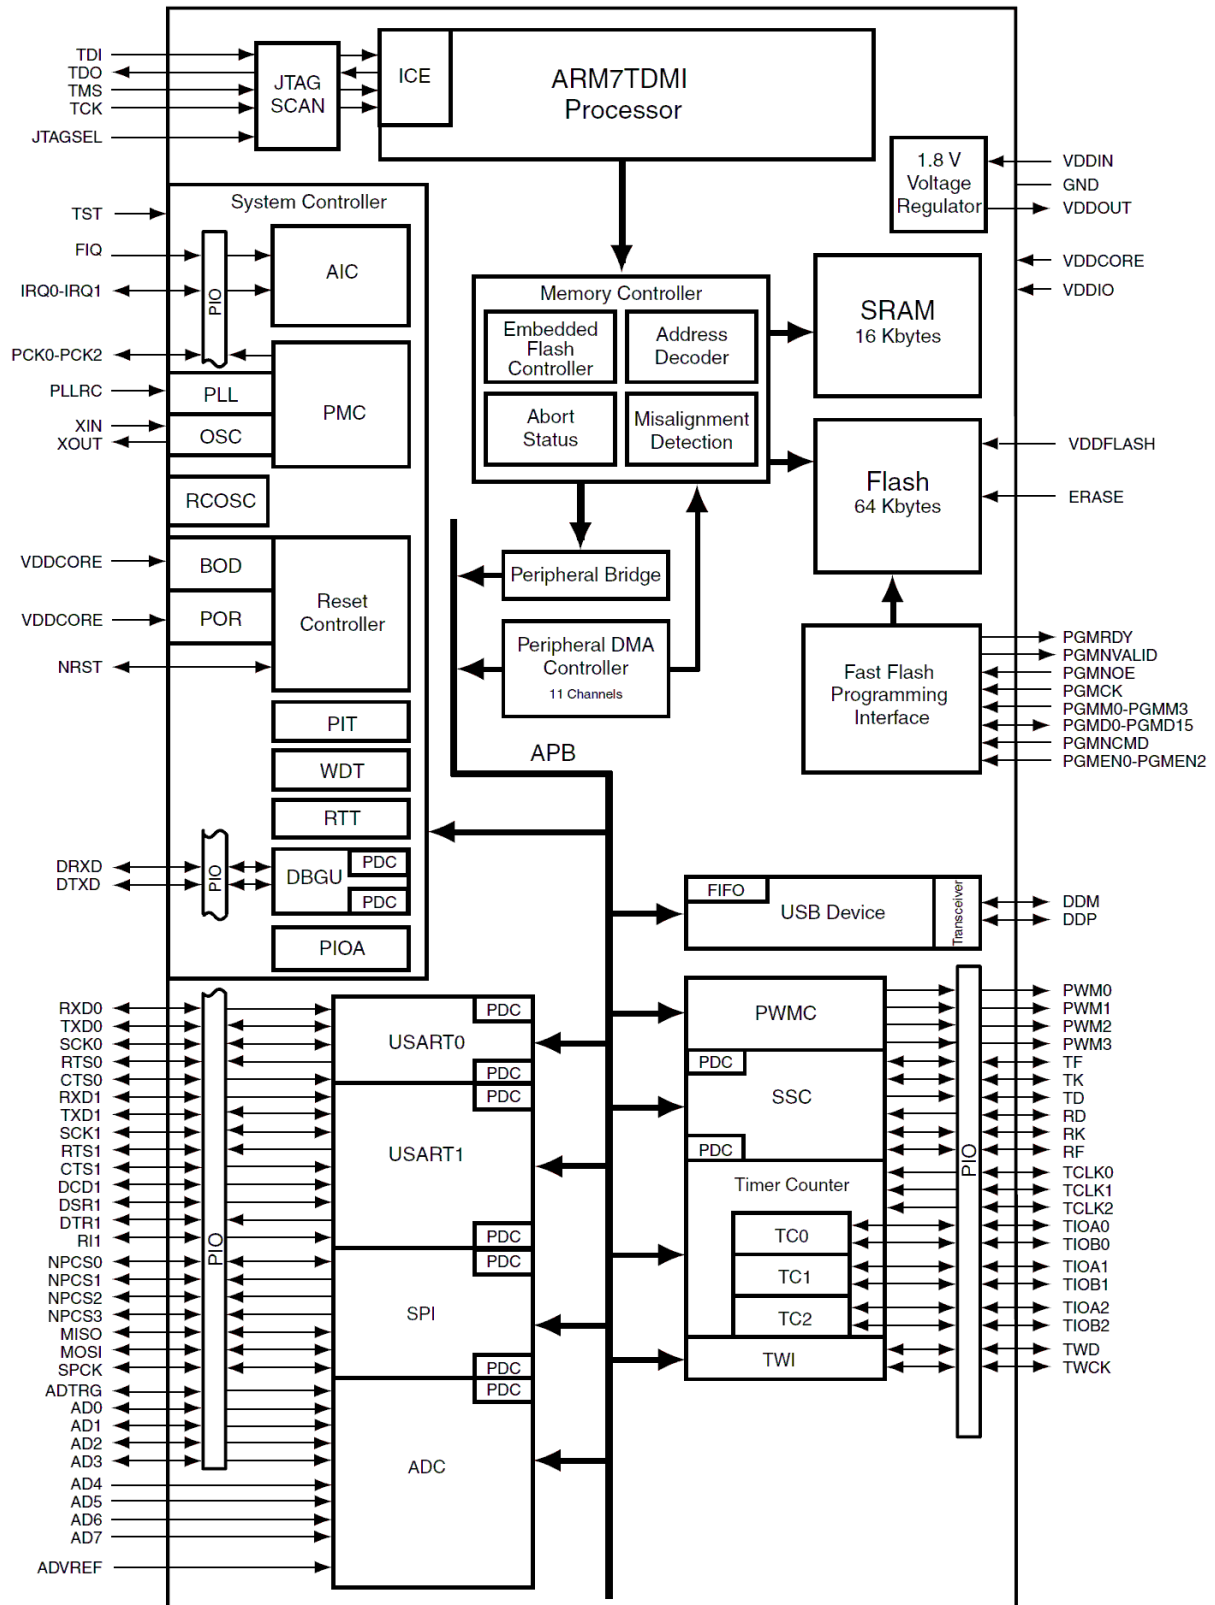 TDI
TDO
TMS
TCK
JTAGSEL
JTAG
SCAN
ICE
ARM7TDMI
Processor
1.8 V
Voltage
Regulator
VDDIN
GND
VDDOUT
VDDCORE
VDDIO
System Controller
TST
FIQ
IRQ0-IRQ1
PIO
AIC
PCK0-PCK2
PLLRC
PLL
PMC
XIN
XOUT
OSC
RCOSC
VDDCORE
BOD
VDDCORE
POR
Reset
Controller
NRST
PIT
WDT
RTT
DRXD
DTXD
PIO
DBGU
PDC
PDC
PIOA
Memory Controller
Embedded
Flash
Controller
Address
Decoder
Abort
Status
Misalignment
Detection
SRAM
16 Kbytes
Flash
64 Kbytes
VDDFLASH
ERASE
Peripheral Bridge
Peripheral DMA
Controller
11 Channels
APB
Fast Flash
Programming
Interface
PGMRDY
PGMNVALID
PGMNOE
PGMCK
PGMM0-PGMM3
PGMD0-PGMD15
PGMNCMD
PGMEN0-PGMEN2
FIFO
USB Device
Transceiver
DDM
DDP
RXD0
TXD0
SCK0
RTS0
CTS0
RXD1
TXD1
SCK1
RTS1
CTS1
DCD1
DSR1
DTR1
RI1
NPCS0
NPCS1
NPCS2
NPCS3
MISO
MOSI
SPCK
ADTRG
AD0
AD1
AD2
AD3
AD4
AD5
AD6
AD7
ADVREF
PIO
PDC
USART0
PDC
PDC
USART1
PDC
PDC
SPI
PDC
PDC
ADC
PWMC
PDC
SSC
PDC
Timer Counter
TC0
TC1
TC2
TWI
PIO
PWM0
PWM1
PWM2
PWM3
TF
TK
TD
RD
RK
RF
TCLK0
TCLK1
TCLK2
TIOA0
TIOB0
TIOA1
TIOB1
TIOA2
TIOB2
TWD
TWCK